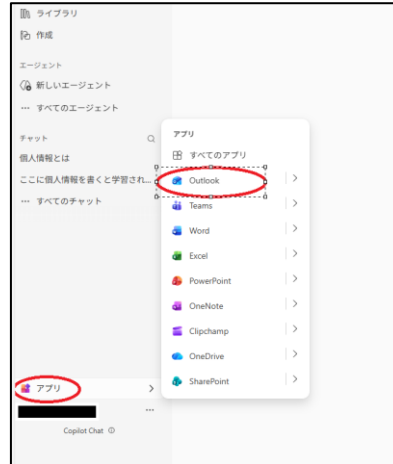 ライブラリ
作成
エージェント
新しいエージェント
… すべてのエージェント
チャット
個人情報とは
ここに個人情報を書くと学習され...
… すべてのチャット
アプリ
すべてのアプリ
Outlook
Teams
Word
Excel
PowerPoint
OneNote
Clipchamp
OneDrive
SharePoint
アプリ
Copilot Chat